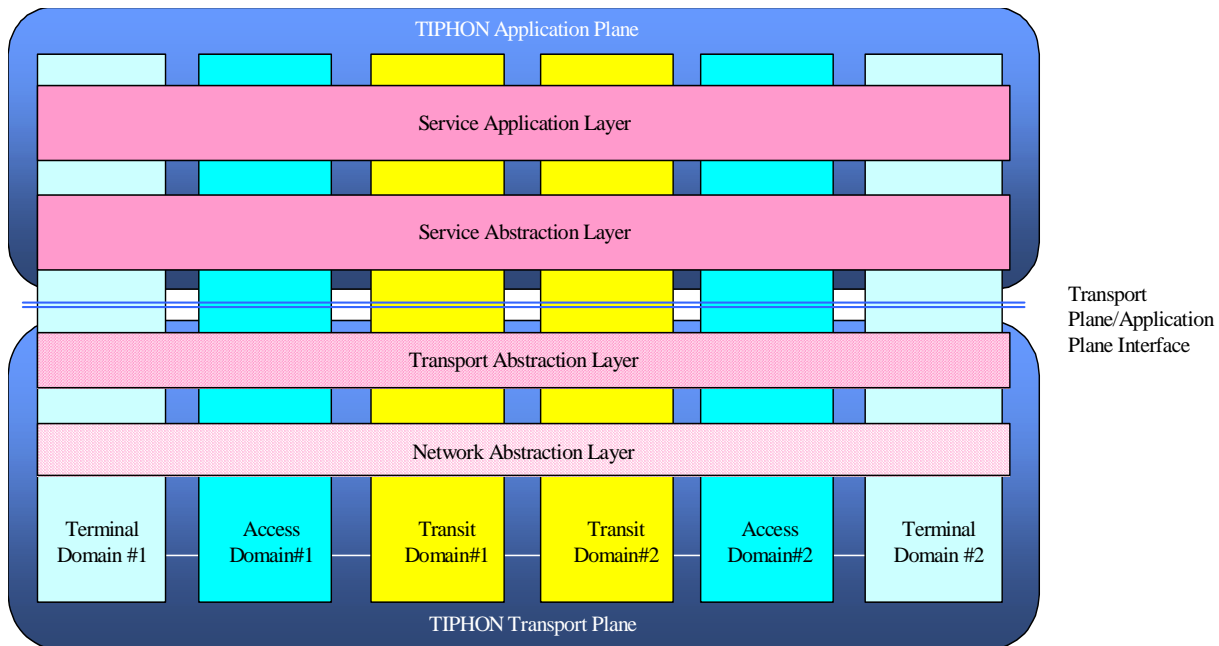 TIPHON Application Plane
Service Application Layer
Service Abstraction Layer
Transport
Plane/Application
Plane Interface
Transport Abstraction Layer
Network Abstraction Layer
Terminal
Domain #1
Access
Domain#1
Transit
Domain#1
Transit
Domain#2
Access
Domain#2
Terminal
Domain #2
TIPHON Transport Plane